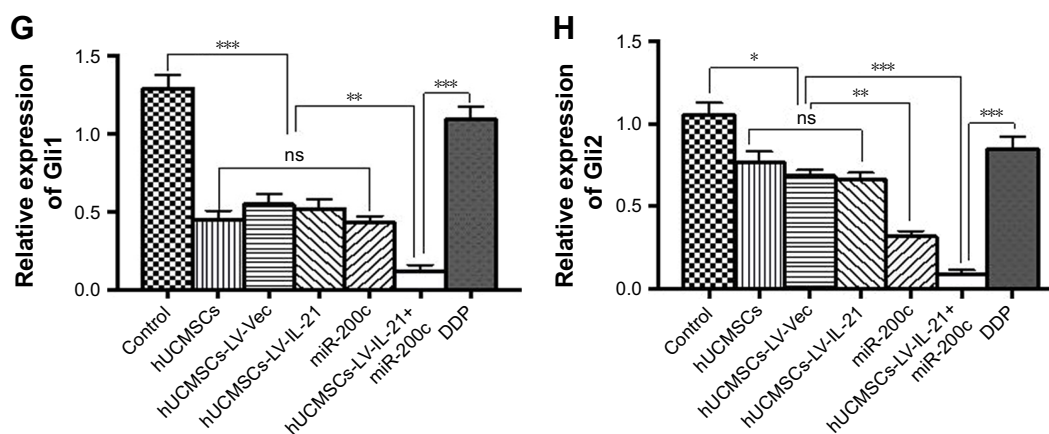 G
Relative expression
of Gli1
1.5
1.0
0.5
0.0
***
**
***
ns
Control
hUCMSCs
hUCMSCs-LV-Vec
hUCMSCs-LV-IL-21
miR-200c
hUCMSCs-LV-IL-21+
miR-200c
DDP
H
Relative expression
of Gli2
1.5
1.0
0.5
0.0
*
***
**
ns
***
Control
hUCMSCs
hUCMSCs-LV-Vec
hUCMSCs-LV-IL-21
miR-200c
hUCMSCs-LV-IL-21+
miR-200c
DDP